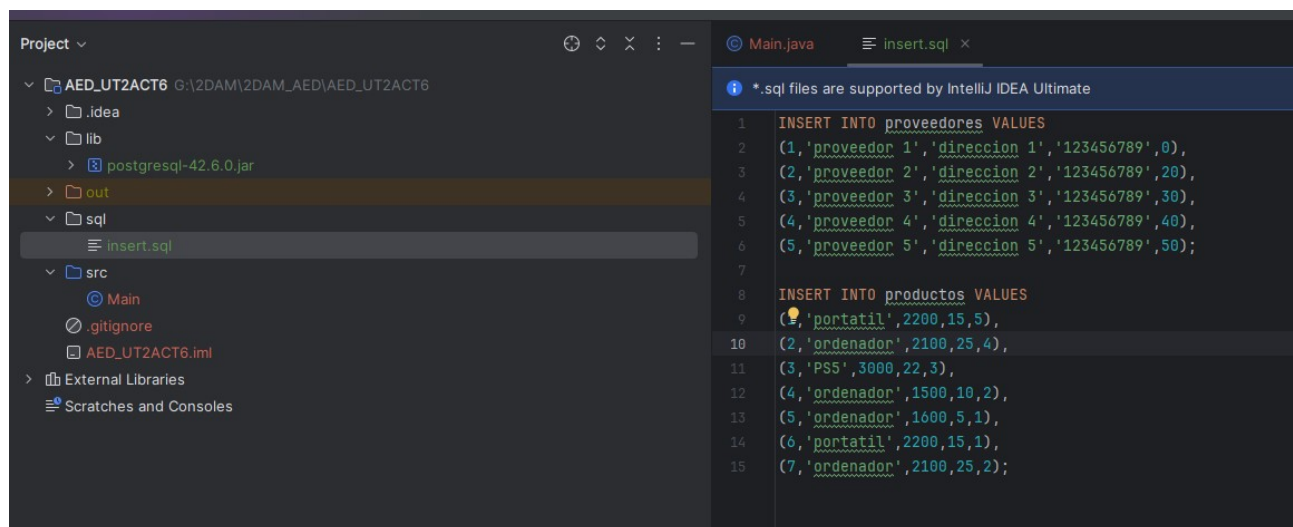 Project
AED_UT2ACT6 G:\2DAM\2DAM_AED\AED_UT2ACT6
.idea
lib
postgresql-42.6.0.jar
out
sql
insert.sql
src
Main
.gitignore
AED_UT2ACT6.iml
External Libraries
Scratches and Consoles
Main.java insert.sql
*.sql files are supported by IntelliJ IDEA Ultimate
1 INSERT INTO proveedores VALUES
2 (1,'proveedor 1','direccion 1','123456789',0),
3 (2,'proveedor 2','direccion 2','123456789',20),
4 (3,'proveedor 3','direccion 3','123456789',30),
5 (4,'proveedor 4','direccion 4','123456789',40),
6 (5,'proveedor 5','direccion 5','123456789',50);
7
8 INSERT INTO productos VALUES
9 ( ,'portatil',2200,15,5),
10 (2,'ordenador',2100,25,4),
11 (3,'PS5',3000,22,3),
12 (4,'ordenador',1500,10,2),
13 (5,'ordenador',1600,5,1),
14 (6,'portatil',2200,15,1),
15 (7,'ordenador',2100,25,2);